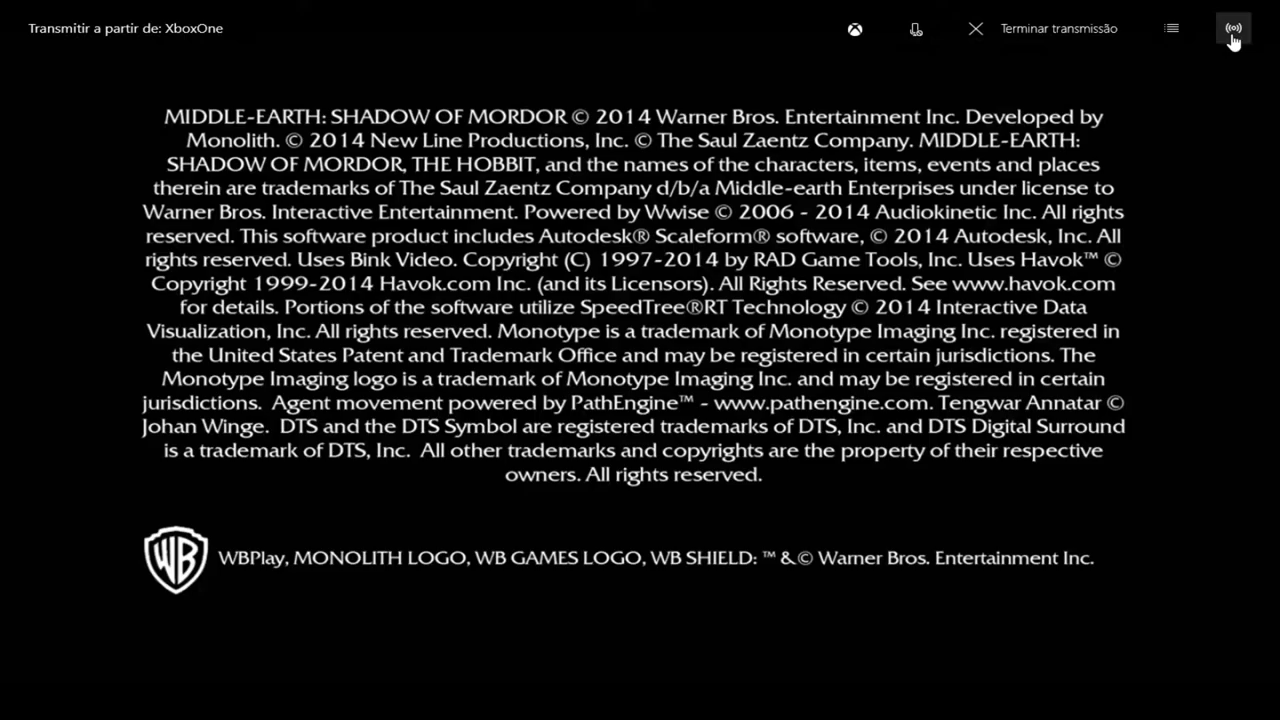 Transmitir a partir de: XboxOne
Terminar transmissão
MIDDLE-EARTH: SHADOW OF MORDOR © 2014 Warner Bros. Entertainment Inc. Developed by
Monolith. © 2014 New Line Productions, Inc. © The Saul Zaentz Company. MIDDLE-EARTH:
SHADOW OF MORDOR, THE HOBBIT, and the names of the characters, items, events and places
therein are trademarks of The Saul Zaentz Company d/b/a Middle-earth Enterprises under license to
Warner Bros. Interactive Entertainment. Powered by Wwise © 2006 - 2014 Audiokinetic Inc. All rights
reserved. This software product includes Autodesk® Scaleform® software, © 2014 Autodesk, Inc. All
rights reserved. Uses Bink Video. Copyright (C) 1997-2014 by RAD Game Tools, Inc. Uses Havok™ ©
Copyright 1999-2014 Havok.com Inc. (and its Licensors). All Rights Reserved. See www.havok.com
for details. Portions of the software utilize SpeedTree®RT Technology © 2014 Interactive Data
Visualization, Inc. All rights reserved. Monotype is a trademark of Monotype Imaging Inc. registered in
the United States Patent and Trademark Office and may be registered in certain jurisdictions. The
Monotype Imaging logo is a trademark of Monotype Imaging Inc. and may be registered in certain
jurisdictions. Agent movement powered by PathEngine™ - www.pathengine.com. Tengwar Annatar ©
Johan Winge. DTS and the DTS Symbol are registered trademarks of DTS, Inc. and DTS Digital Surround
is a trademark of DTS, Inc. All other trademarks and copyrights are the property of their respective
owners. All rights reserved.
WB WBPlay, MONOLITH LOGO, WB GAMES LOGO, WB SHIELD: ™ & © Warner Bros. Entertainment Inc.